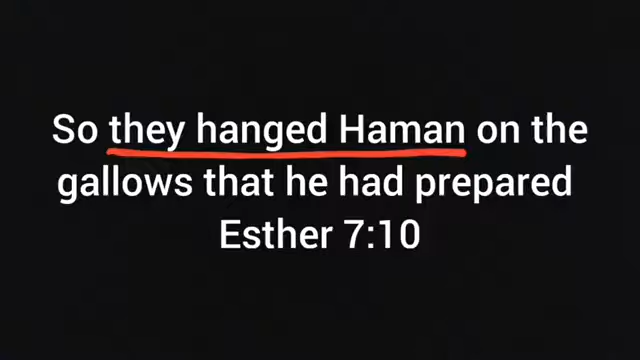 So they hanged Haman on the
gallows that he had prepared
Esther 7:10